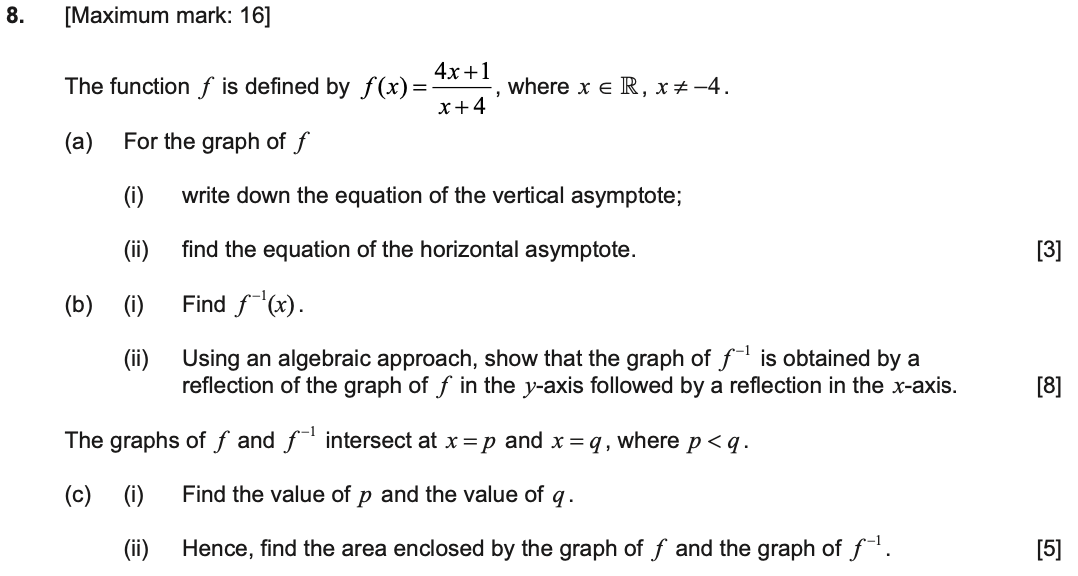 8. [Maximum mark: 16]
The function f is defined by f(x) = \frac{4x+1}{x+4}, where x ∈ ℝ, x ≠ −4.
(a) For the graph of f
(i) write down the equation of the vertical asymptote;
(ii) find the equation of the horizontal asymptote. [3]
(b) (i) Find f⁻¹(x).
(ii) Using an algebraic approach, show that the graph of f⁻¹ is obtained by a
reflection of the graph of f in the y-axis followed by a reflection in the x-axis. [8]
The graphs of f and f⁻¹ intersect at x = p and x = q, where p < q.
(c) (i) Find the value of p and the value of q.
(ii) Hence, find the area enclosed by the graph of f and the graph of f⁻¹. [5]